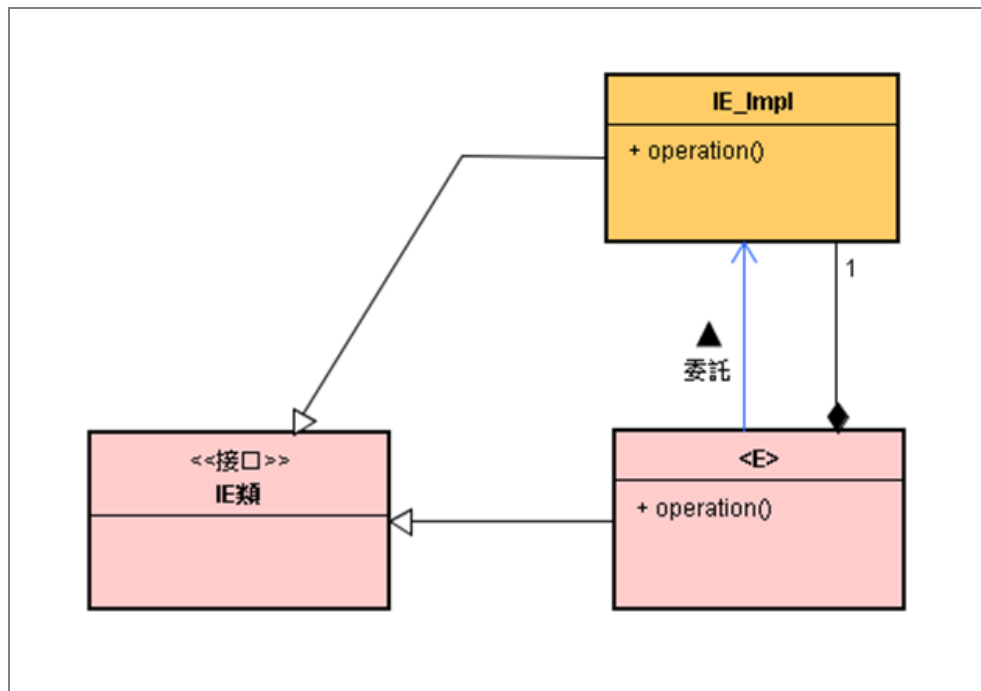 IE_Impl
+ operation()
1
▲
委託
<<接口>>
IE類
<E>
+ operation()